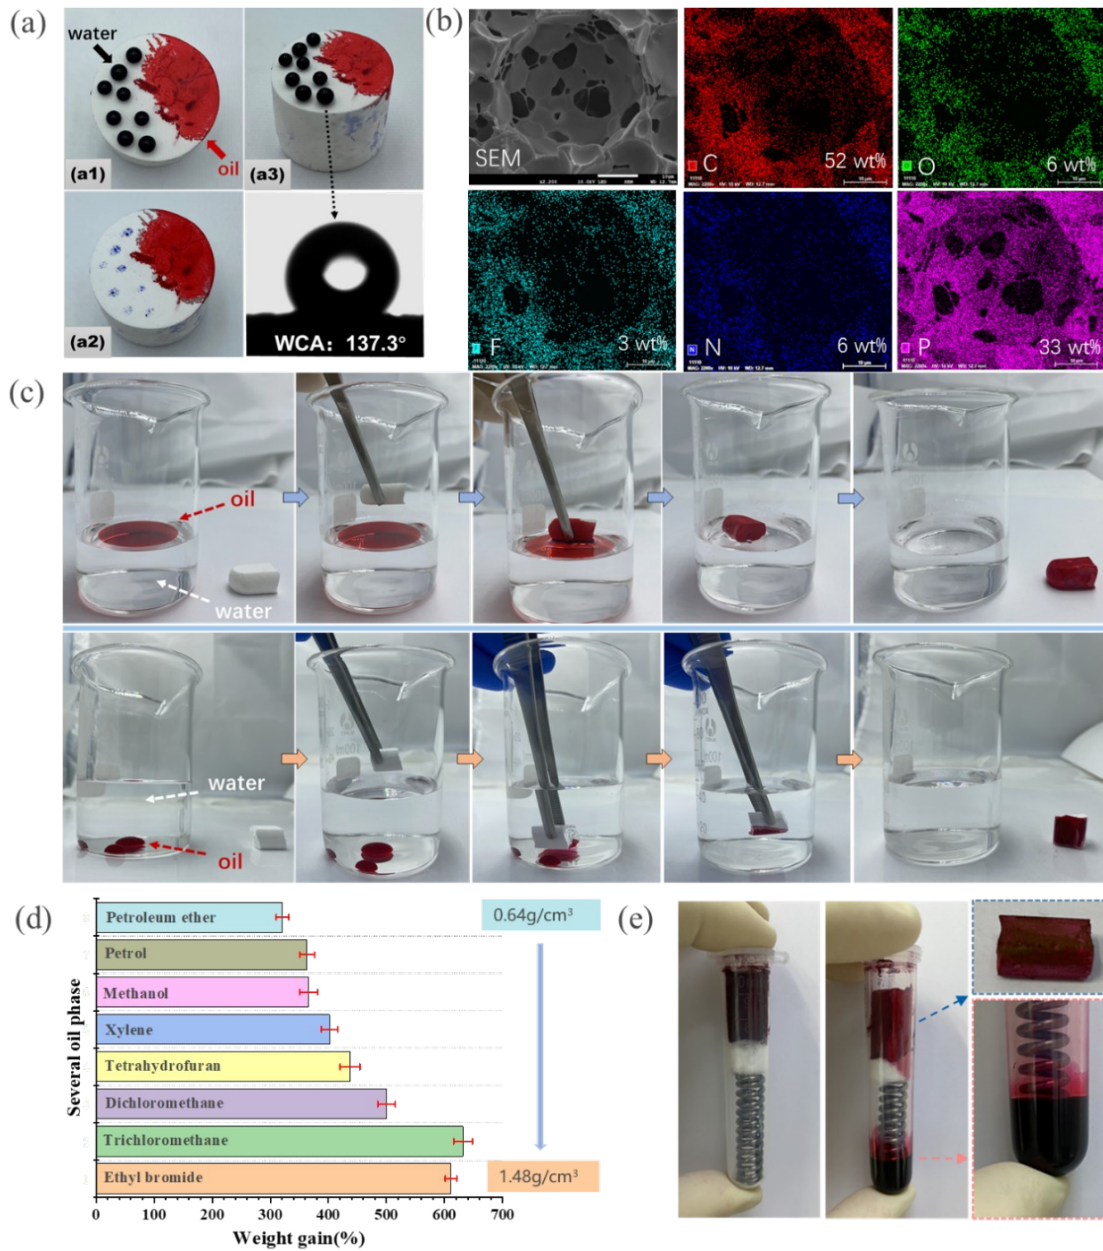 (a)
water
oil
(a1)
(a3)
(a2)
WCA: 137.3°
(b)
SEM
C 52 wt%
O 6 wt%
F 3 wt%
N 6 wt%
P 33 wt%
(c)
oil
water
water
oil
(d)
Several oil phase
Petroleum ether
Petrol
Methanol
Xylene
Tetrahydrofuran
Dichloromethane
Trichloromethane
Ethyl bromide
0.64g/cm³
1.48g/cm³
0 100 200 300 400 500 600 700
Weight gain(%)
(e)